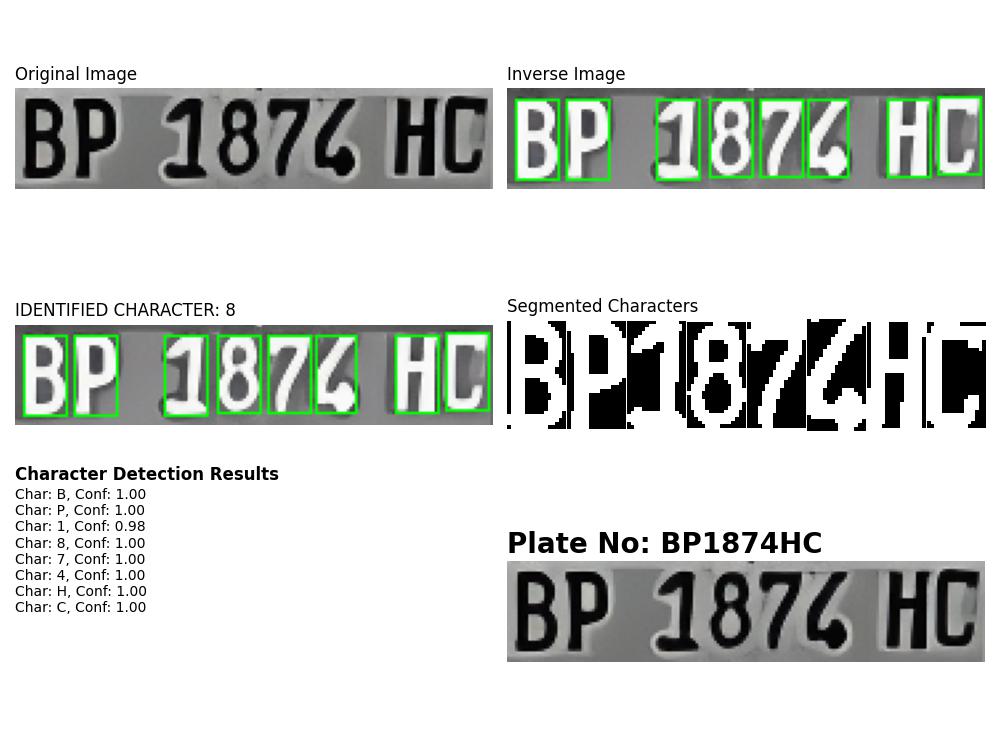 Original Image
BP 1874 HC
Inverse Image
BP 1874 HC
IDENTIFIED CHARACTER: 8
BP 1874 HC
Segmented Characters
BP1874HC
Character Detection Results
Char: B, Conf: 1.00
Char: P, Conf: 1.00
Char: 1, Conf: 0.98
Char: 8, Conf: 1.00
Char: 7, Conf: 1.00
Char: 4, Conf: 1.00
Char: H, Conf: 1.00
Char: C, Conf: 1.00
Plate No: BP1874HC
BP 1874 HC